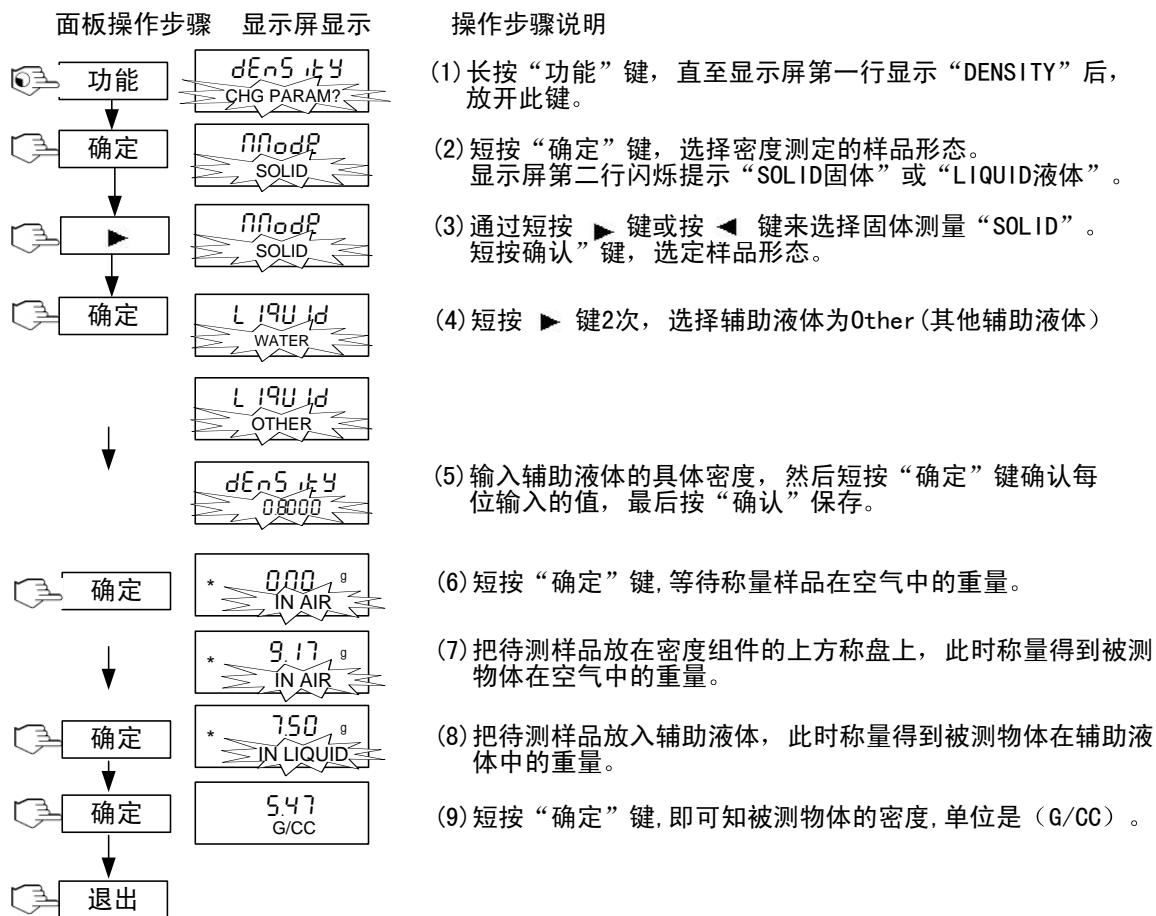 面板操作步骤 显示屏显示 操作步骤说明
功能
dEnSitY
CHG PARAM?
(1)长按“功能”键，直至显示屏第一行显示“DENSITY”后，
放开此键。
确定
MModE
SOLID
(2)短按“确定”键，选择密度测定的样品形态。
显示屏第二行闪烁提示“SOLID固体”或“LIQUID液体”。
▶
MModE
SOLID
(3)通过短按 ▶ 键或按 ◀ 键来选择固体测量“SOLID”。
短按确认”键，选定样品形态。
确定
LIQUId
WATER
(4)短按 ▶ 键2次，选择辅助液体为Other(其他辅助液体）
LIQUId
OTHER
dEnSitY
0.8000
(5)输入辅助液体的具体密度，然后短按“确定”键确认每
位输入的值，最后按“确认”保存。
确定
* 0.00 g
IN AIR
(6)短按“确定”键,等待称量样品在空气中的重量。
* 9.17 g
IN AIR
(7)把待测样品放在密度组件的上方称盘上，此时称量得到被测
物体在空气中的重量。
确定
* 7.50 g
IN LIQUID
(8)把待测样品放入辅助液体，此时称量得到被测物体在辅助液
体中的重量。
确定
5.47
G/CC
(9)短按“确定”键,即可知被测物体的密度,单位是（G/CC）。
退出